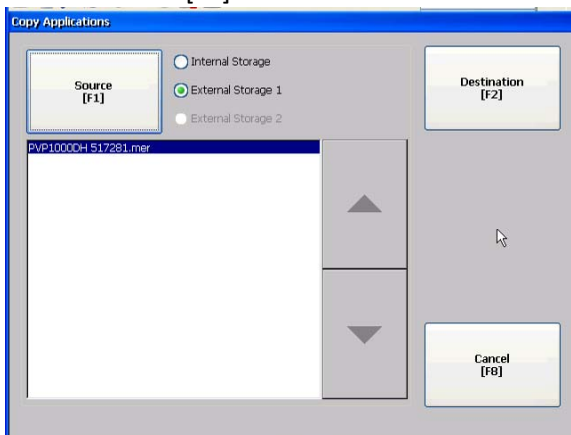 Copy Applications
Internal Storage
Source
[F1]
External Storage 1
External Storage 2
Destination
[F2]
PVP1000DH 517281.mer
Cancel
[F8]